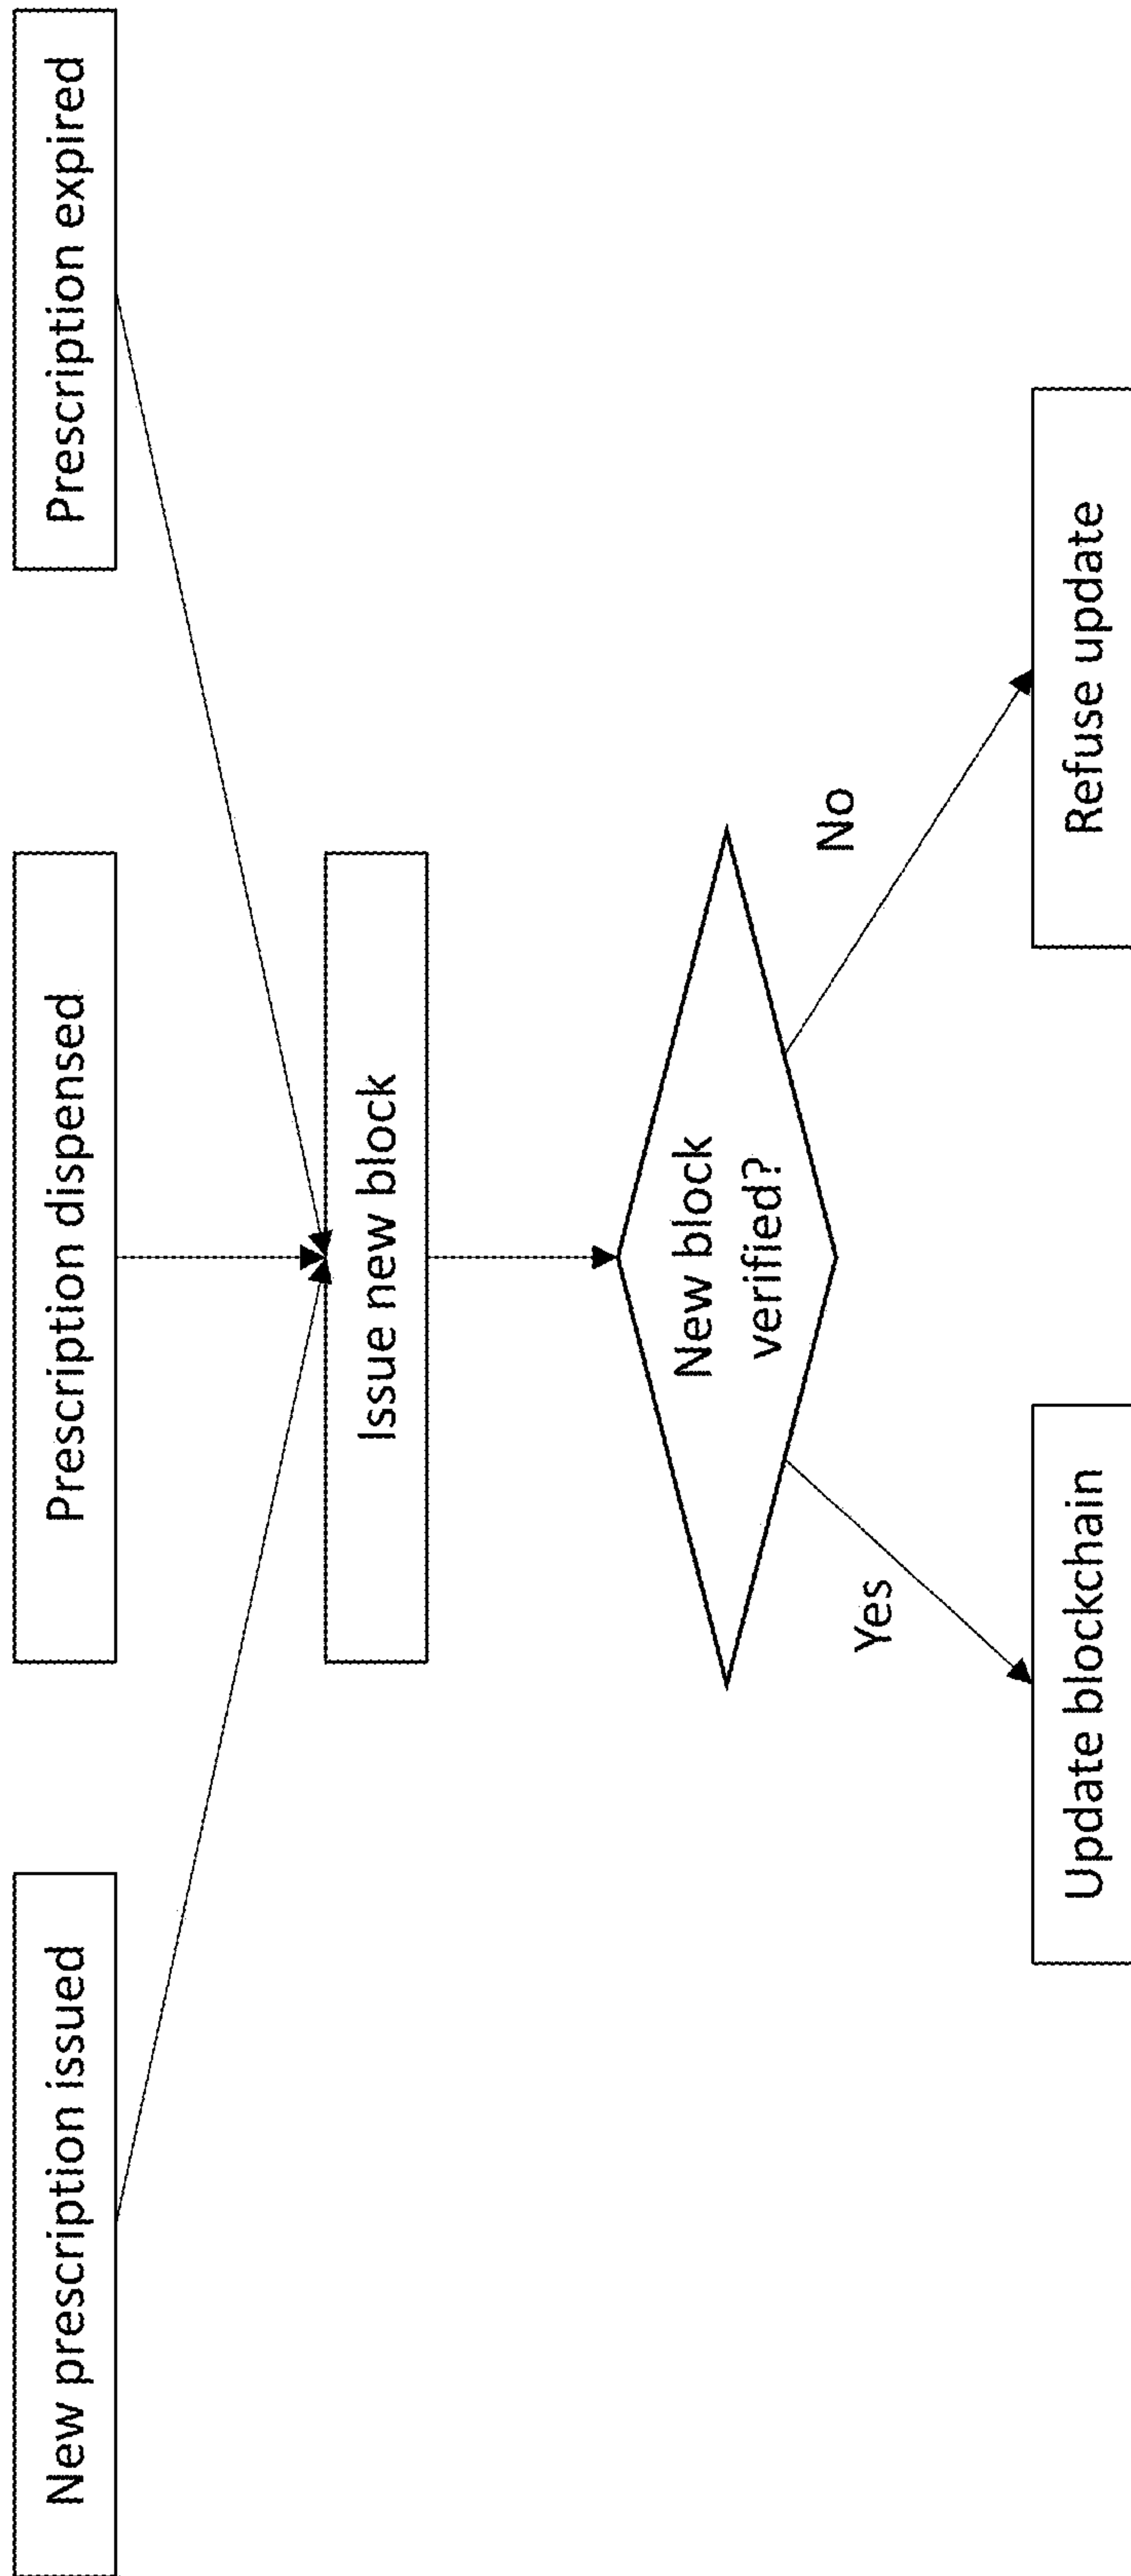 New prescription issued
Prescription dispensed
Prescription expired
Issue new block
New block
verified?
Yes
No
Update blockchain
Refuse update